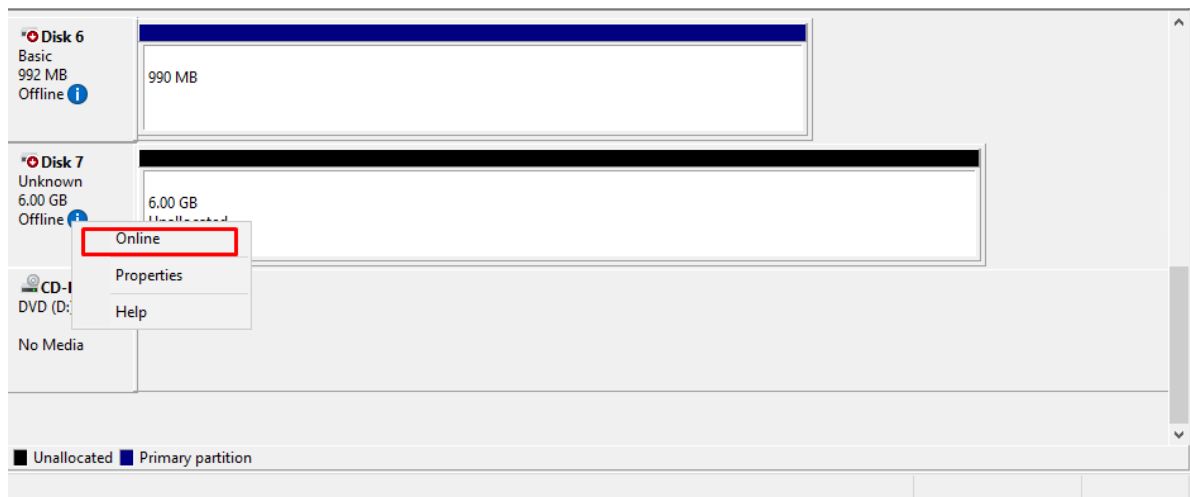 Disk 6
Basic
992 MB
Offline
990 MB
Disk 7
Unknown
6.00 GB
Offline
6.00 GB
Unallocated
Online
Properties
Help
DVD (D:)
No Media
Unallocated Primary partition